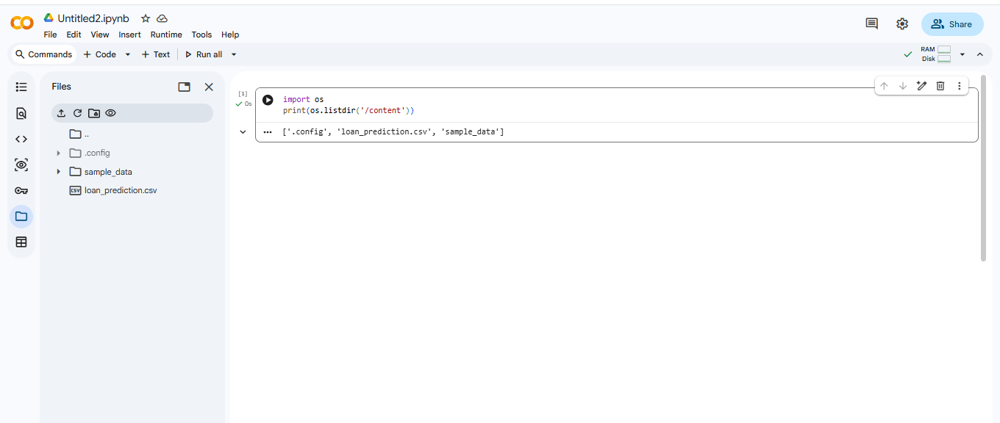 Untitled2.ipynb
File Edit View Insert Runtime Tools Help
Share
Commands + Code + Text Run all
RAM
Disk
Files
..
.config
sample_data
CSV loan_prediction.csv
[1]
0s
import os
print(os.listdir('/content'))
['.config', 'loan_prediction.csv', 'sample_data']